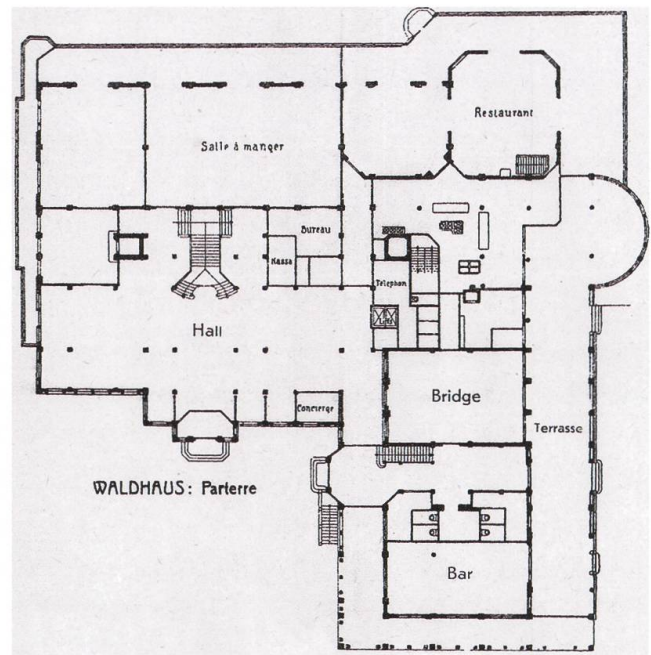 Restaurant
Salle à manger
Bureau
Kassa
Telephon
Hall
Concierge
Bridge
Terrasse
WALDHAUS: Parterre
Bar